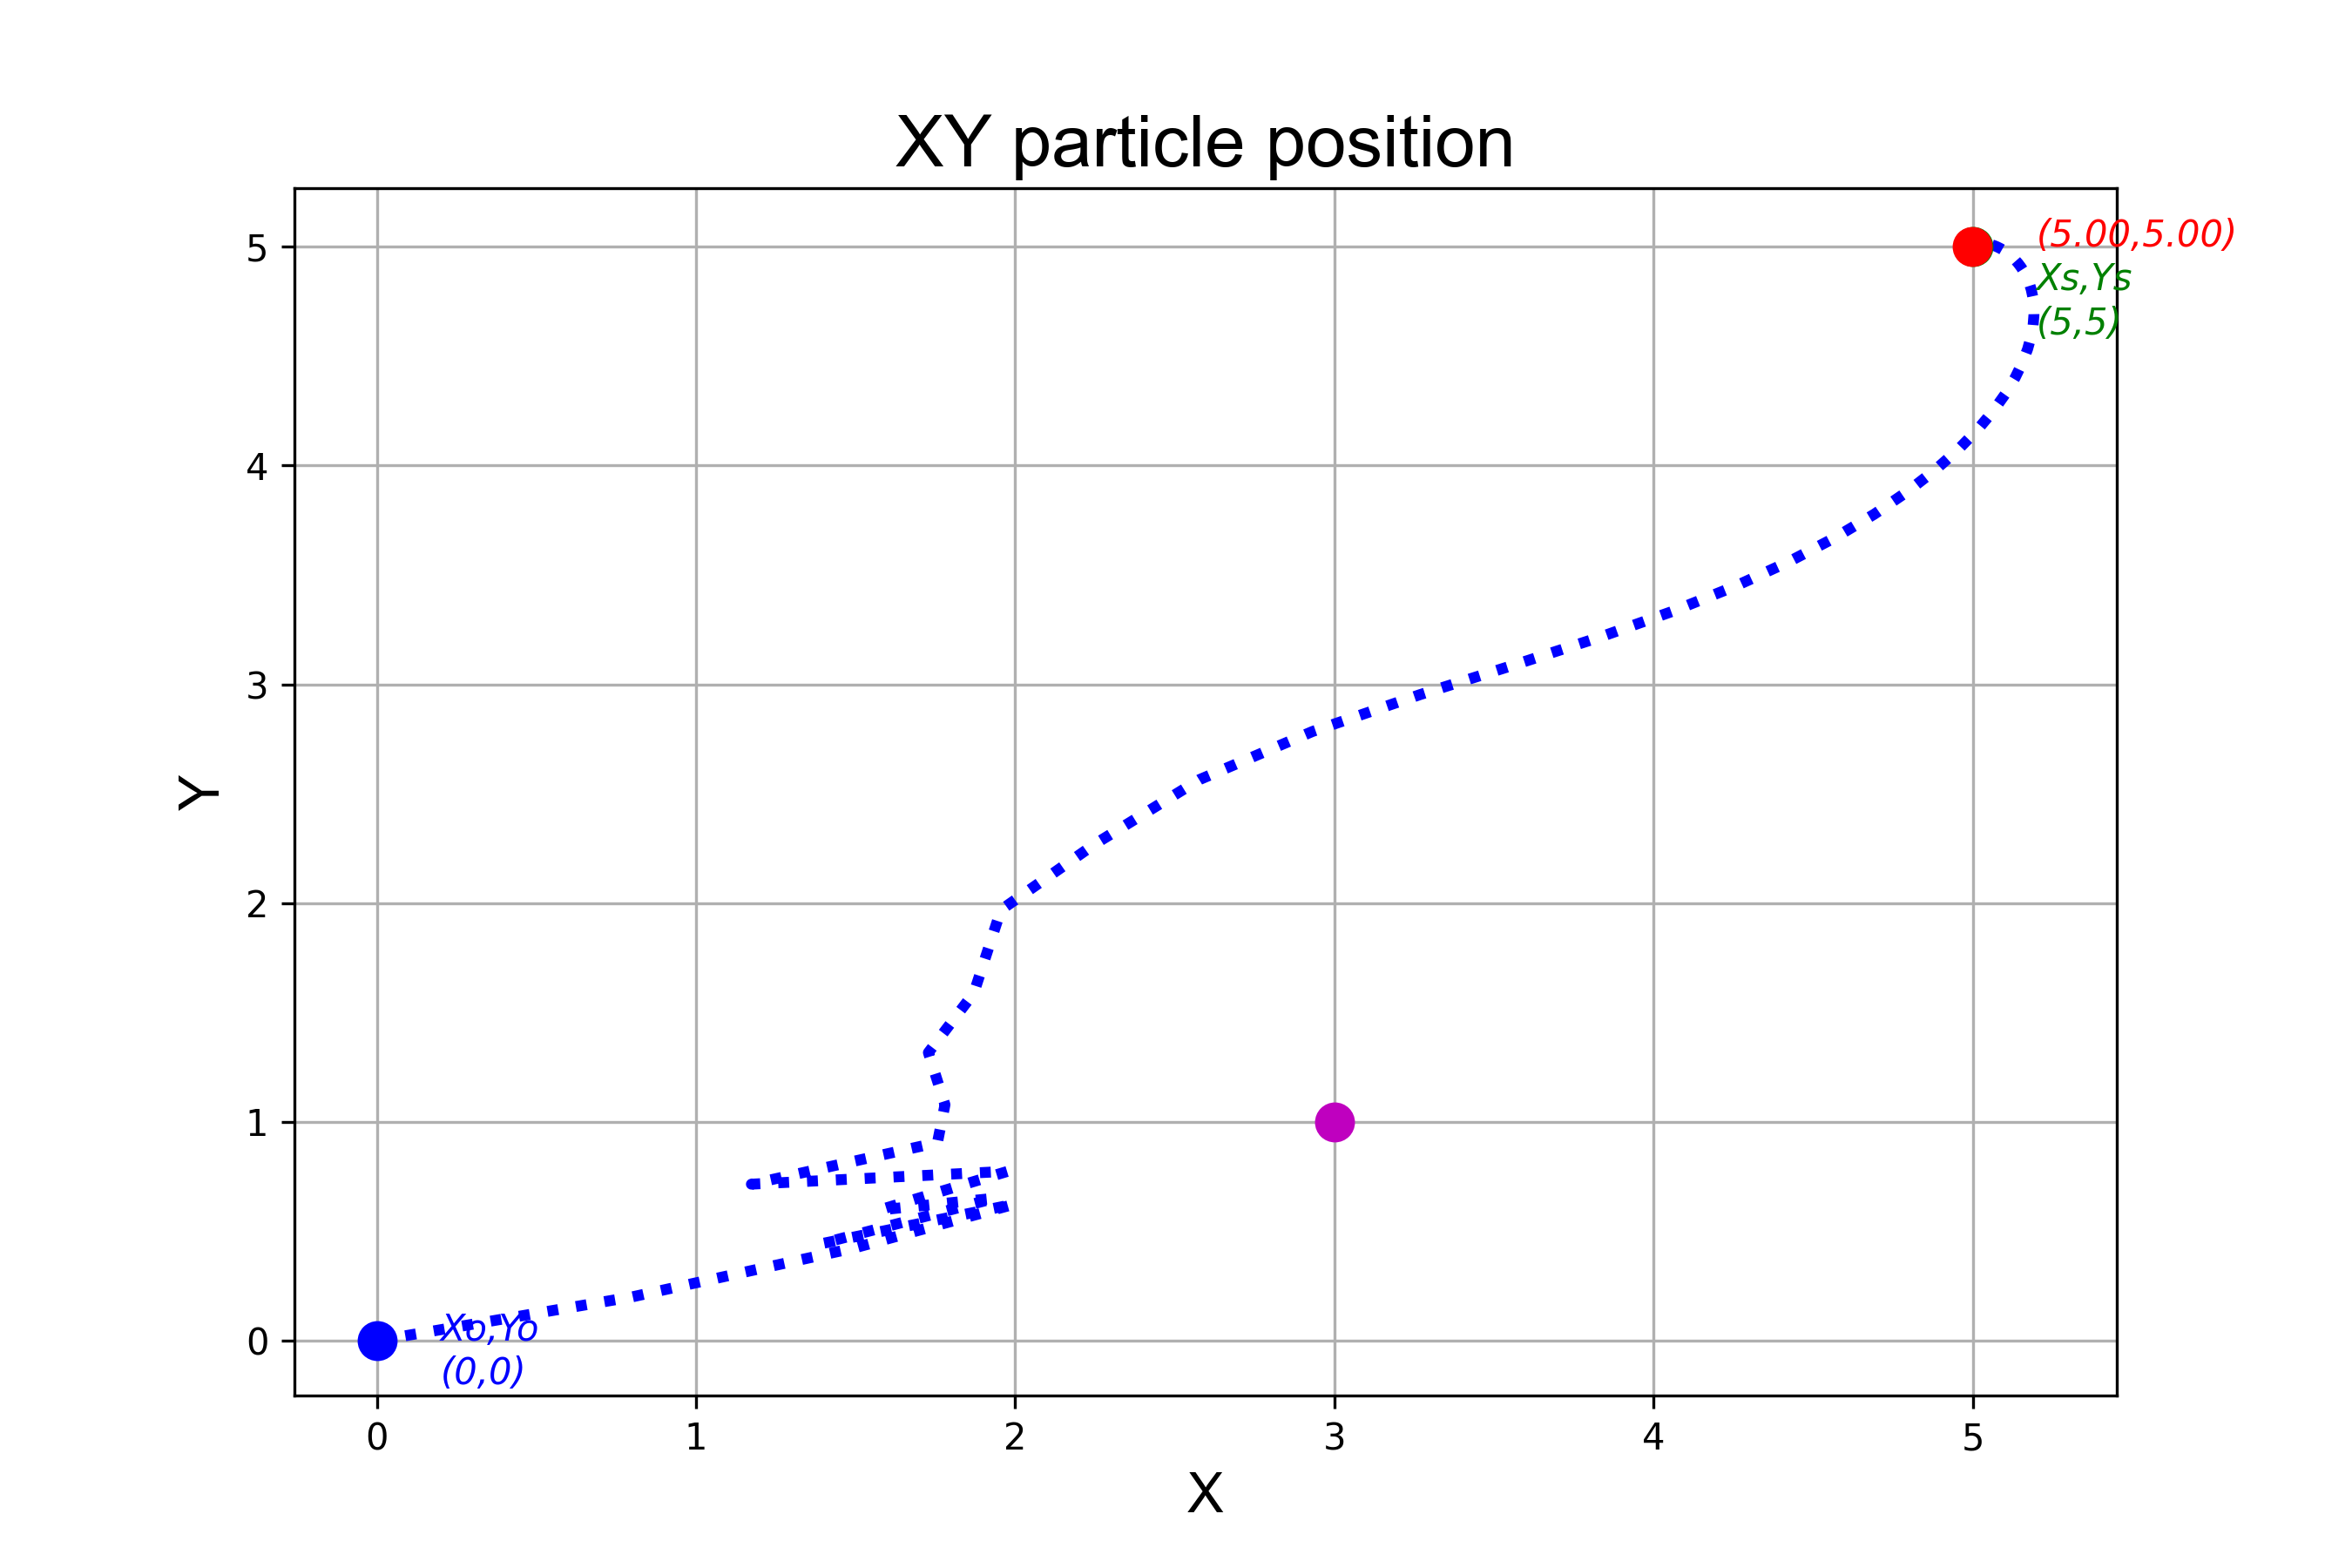 XY particle position
(5.00,5.00)
Xs,Ys
(5,5)
5
4
3
2
1
0
Y
Xo,Yo
(0,0)
0 1 2 3 4 5
X